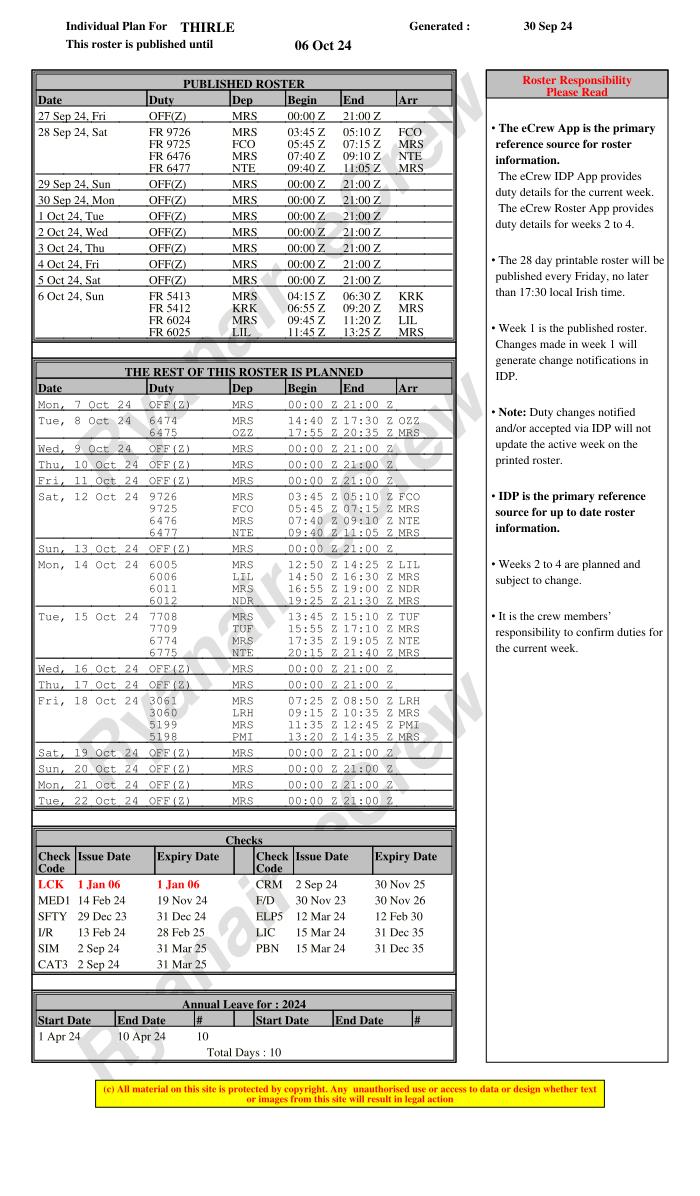 Individual Plan For THIRLE Generated : 30 Sep 24
This roster is published until 06 Oct 24
PUBLISHED ROSTER
Date Duty Dep Begin End Arr
27 Sep 24, Fri OFF(Z) MRS 00:00 Z 21:00 Z
28 Sep 24, Sat FR 9726 MRS 03:45 Z 05:10 Z FCO
FR 9725 FCO 05:45 Z 07:15 Z MRS
FR 6476 MRS 07:40 Z 09:10 Z NTE
FR 6477 NTE 09:40 Z 11:05 Z MRS
29 Sep 24, Sun OFF(Z) MRS 00:00 Z 21:00 Z
30 Sep 24, Mon OFF(Z) MRS 00:00 Z 21:00 Z
1 Oct 24, Tue OFF(Z) MRS 00:00 Z 21:00 Z
2 Oct 24, Wed OFF(Z) MRS 00:00 Z 21:00 Z
3 Oct 24, Thu OFF(Z) MRS 00:00 Z 21:00 Z
4 Oct 24, Fri OFF(Z) MRS 00:00 Z 21:00 Z
5 Oct 24, Sat OFF(Z) MRS 00:00 Z 21:00 Z
6 Oct 24, Sun FR 5413 MRS 04:15 Z 06:30 Z KRK
FR 5412 KRK 06:55 Z 09:20 Z MRS
FR 6024 MRS 09:45 Z 11:20 Z LIL
FR 6025 LIL 11:45 Z 13:25 Z MRS
THE REST OF THIS ROSTER IS PLANNED
Date Duty Dep Begin End Arr
Mon, 7 Oct 24 OFF(Z) MRS 00:00 Z 21:00 Z
Tue, 8 Oct 24 6474 MRS 14:40 Z 17:30 Z OZZ
6475 OZZ 17:55 Z 20:35 Z MRS
Wed, 9 Oct 24 OFF(Z) MRS 00:00 Z 21:00 Z
Thu, 10 Oct 24 OFF(Z) MRS 00:00 Z 21:00 Z
Fri, 11 Oct 24 OFF(Z) MRS 00:00 Z 21:00 Z
Sat, 12 Oct 24 9726 MRS 03:45 Z 05:10 Z FCO
9725 FCO 05:45 Z 07:15 Z MRS
6476 MRS 07:40 Z 09:10 Z NTE
6477 NTE 09:40 Z 11:05 Z MRS
Sun, 13 Oct 24 OFF(Z) MRS 00:00 Z 21:00 Z
Mon, 14 Oct 24 6005 MRS 12:50 Z 14:25 Z LIL
6006 LIL 14:50 Z 16:30 Z MRS
6011 MRS 16:55 Z 19:00 Z NDR
6012 NDR 19:25 Z 21:30 Z MRS
Tue, 15 Oct 24 7708 MRS 13:45 Z 15:10 Z TUF
7709 TUF 15:55 Z 17:10 Z MRS
6774 MRS 17:35 Z 19:05 Z NTE
6775 NTE 20:15 Z 21:40 Z MRS
Wed, 16 Oct 24 OFF(Z) MRS 00:00 Z 21:00 Z
Thu, 17 Oct 24 OFF(Z) MRS 00:00 Z 21:00 Z
Fri, 18 Oct 24 3061 MRS 07:25 Z 08:50 Z LRH
3060 LRH 09:15 Z 10:35 Z MRS
5199 MRS 11:35 Z 12:45 Z PMI
5198 PMI 13:20 Z 14:35 Z MRS
Sat, 19 Oct 24 OFF(Z) MRS 00:00 Z 21:00 Z
Sun, 20 Oct 24 OFF(Z) MRS 00:00 Z 21:00 Z
Mon, 21 Oct 24 OFF(Z) MRS 00:00 Z 21:00 Z
Tue, 22 Oct 24 OFF(Z) MRS 00:00 Z 21:00 Z
Checks
Check Code Issue Date Expiry Date Check Code Issue Date Expiry Date
LCK 1 Jan 06 1 Jan 06 CRM 2 Sep 24 30 Nov 25
MED1 14 Feb 24 19 Nov 24 F/D 30 Nov 23 30 Nov 26
SFTY 29 Dec 23 31 Dec 24 ELP5 12 Mar 24 12 Feb 30
I/R 13 Feb 24 28 Feb 25 LIC 15 Mar 24 31 Dec 35
SIM 2 Sep 24 31 Mar 25 PBN 15 Mar 24 31 Dec 35
CAT3 2 Sep 24 31 Mar 25
Annual Leave for : 2024
Start Date End Date # Start Date End Date #
1 Apr 24 10 Apr 24 10
Total Days : 10
Roster Responsibility
Please Read
• The eCrew App is the primary
reference source for roster
information.
The eCrew IDP App provides
duty details for the current week.
The eCrew Roster App provides
duty details for weeks 2 to 4.
• The 28 day printable roster will be
published every Friday, no later
than 17:30 local Irish time.
• Week 1 is the published roster.
Changes made in week 1 will
generate change notifications in
IDP.
• Note: Duty changes notified
and/or accepted via IDP will not
update the active week on the
printed roster.
• IDP is the primary reference
source for up to date roster
information.
• Weeks 2 to 4 are planned and
subject to change.
• It is the crew members'
responsibility to confirm duties for
the current week.
Ryanair eCrew
Ryanair eCrew
Ryanair eCrew
(c) All material on this site is protected by copyright. Any unauthorised use or access to data or design whether text
or images from this site will result in legal action